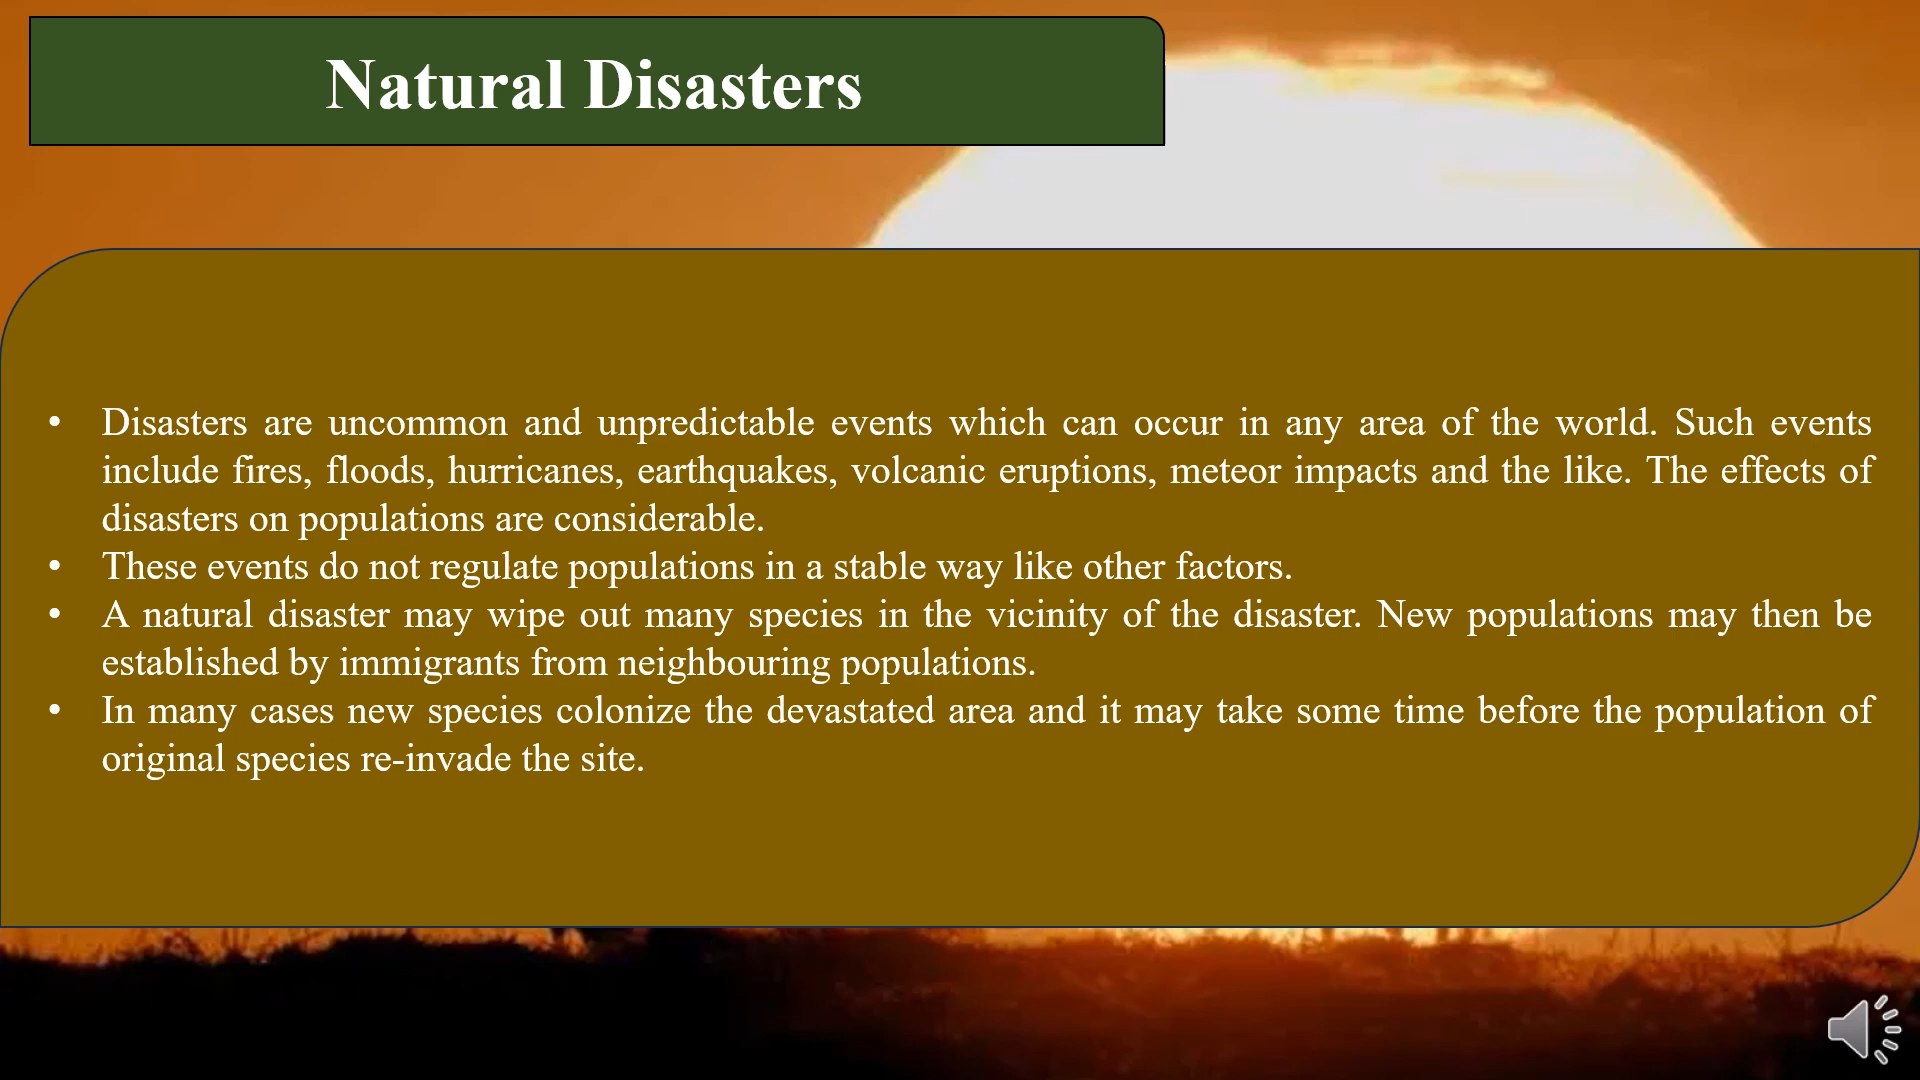 Natural Disasters
• Disasters are uncommon and unpredictable events which can occur in any area of the world. Such events
include fires, floods, hurricanes, earthquakes, volcanic eruptions, meteor impacts and the like. The effects of
disasters on populations are considerable.
• These events do not regulate populations in a stable way like other factors.
• A natural disaster may wipe out many species in the vicinity of the disaster. New populations may then be
established by immigrants from neighbouring populations.
• In many cases new species colonize the devastated area and it may take some time before the population of
original species re-invade the site.